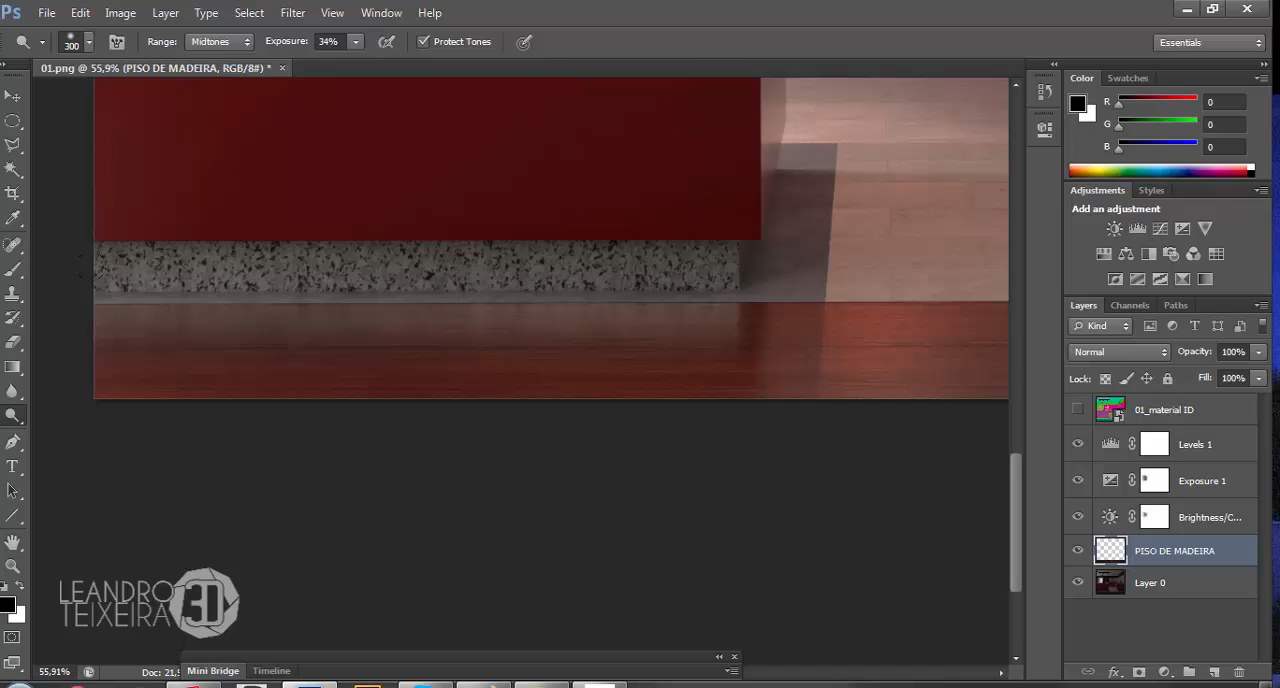 Ps File Edit Image Layer Type Select Filter View Window Help
300 Range: Midtones Exposure: 34% Protect Tones Essentials
01.png @ 55,9% (PISO DE MADEIRA, RGB/8#) * ×
Color Swatches
R 0
G 0
B 0
Adjustments Styles
Add an adjustment
Layers Channels Paths
Kind
Normal Opacity: 100%
Lock: Fill: 100%
01_material ID
Levels 1
Exposure 1
Brightness/C...
PISO DE MADEIRA
Layer 0
LEANDRO
TEIXEIRA 3D
55,91% Doc: 21,5
Mini Bridge Timeline